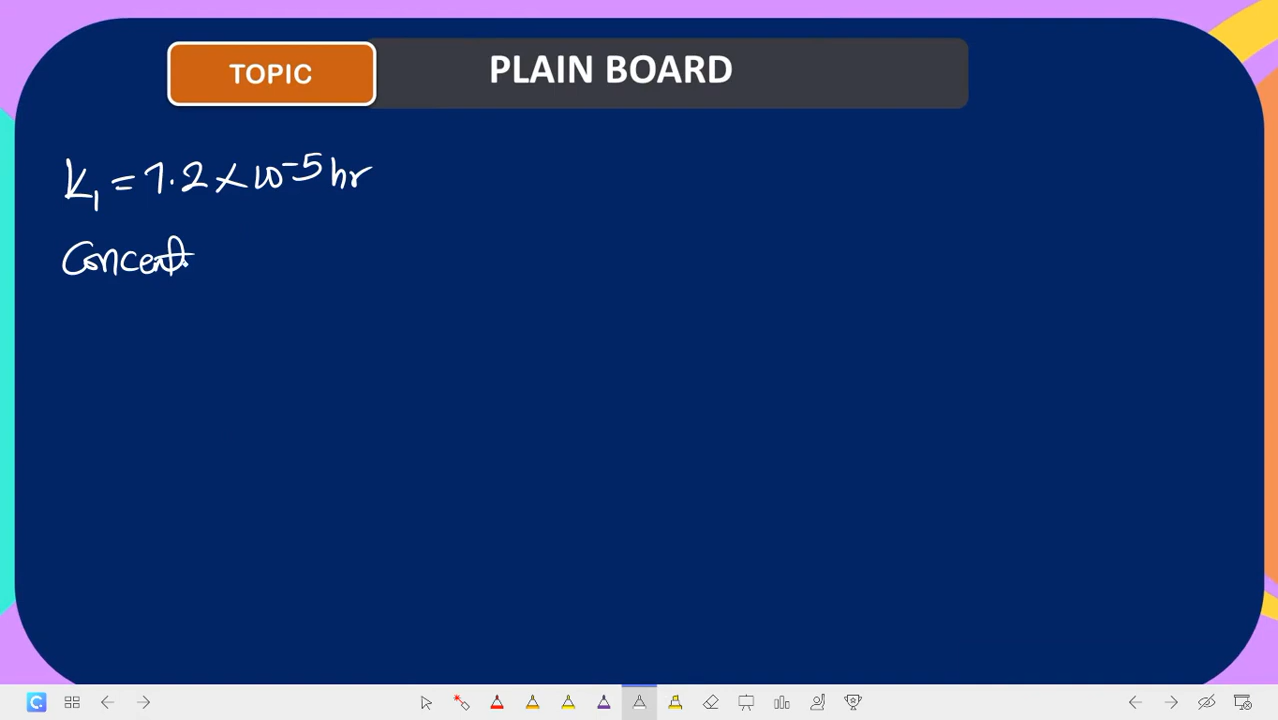 TOPIC
PLAIN BOARD
K₁ = 7.2 × 10⁻⁵ hr
Concent